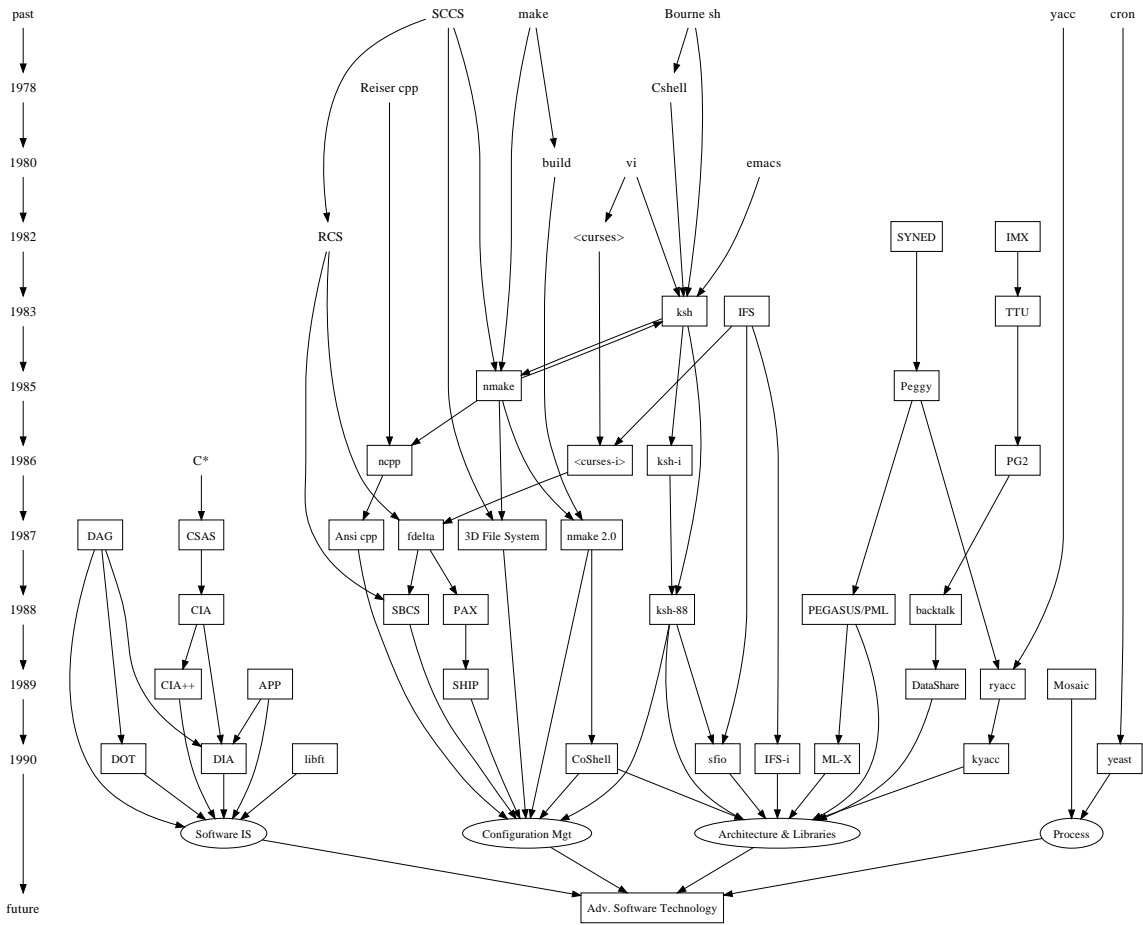 past SCCS make Bourne sh yacc cron
1978 Reiser cpp Cshell
1980 build vi emacs
1982 RCS <curses> SYNED IMX
1983 ksh IFS TTU
1985 nmake Peggy
1986 C* ncpp <curses-i> ksh-i PG2
1987 DAG CSAS Ansi cpp fdelta 3D File System nmake 2.0
1988 CIA SBCS PAX ksh-88 PEGASUS/PML backtalk
1989 CIA++ APP SHIP DataShare ryacc Mosaic
1990 DOT DIA libft CoShell sfio IFS-i ML-X kyacc yeast
Software IS Configuration Mgt Architecture & Libraries Process
future Adv. Software Technology